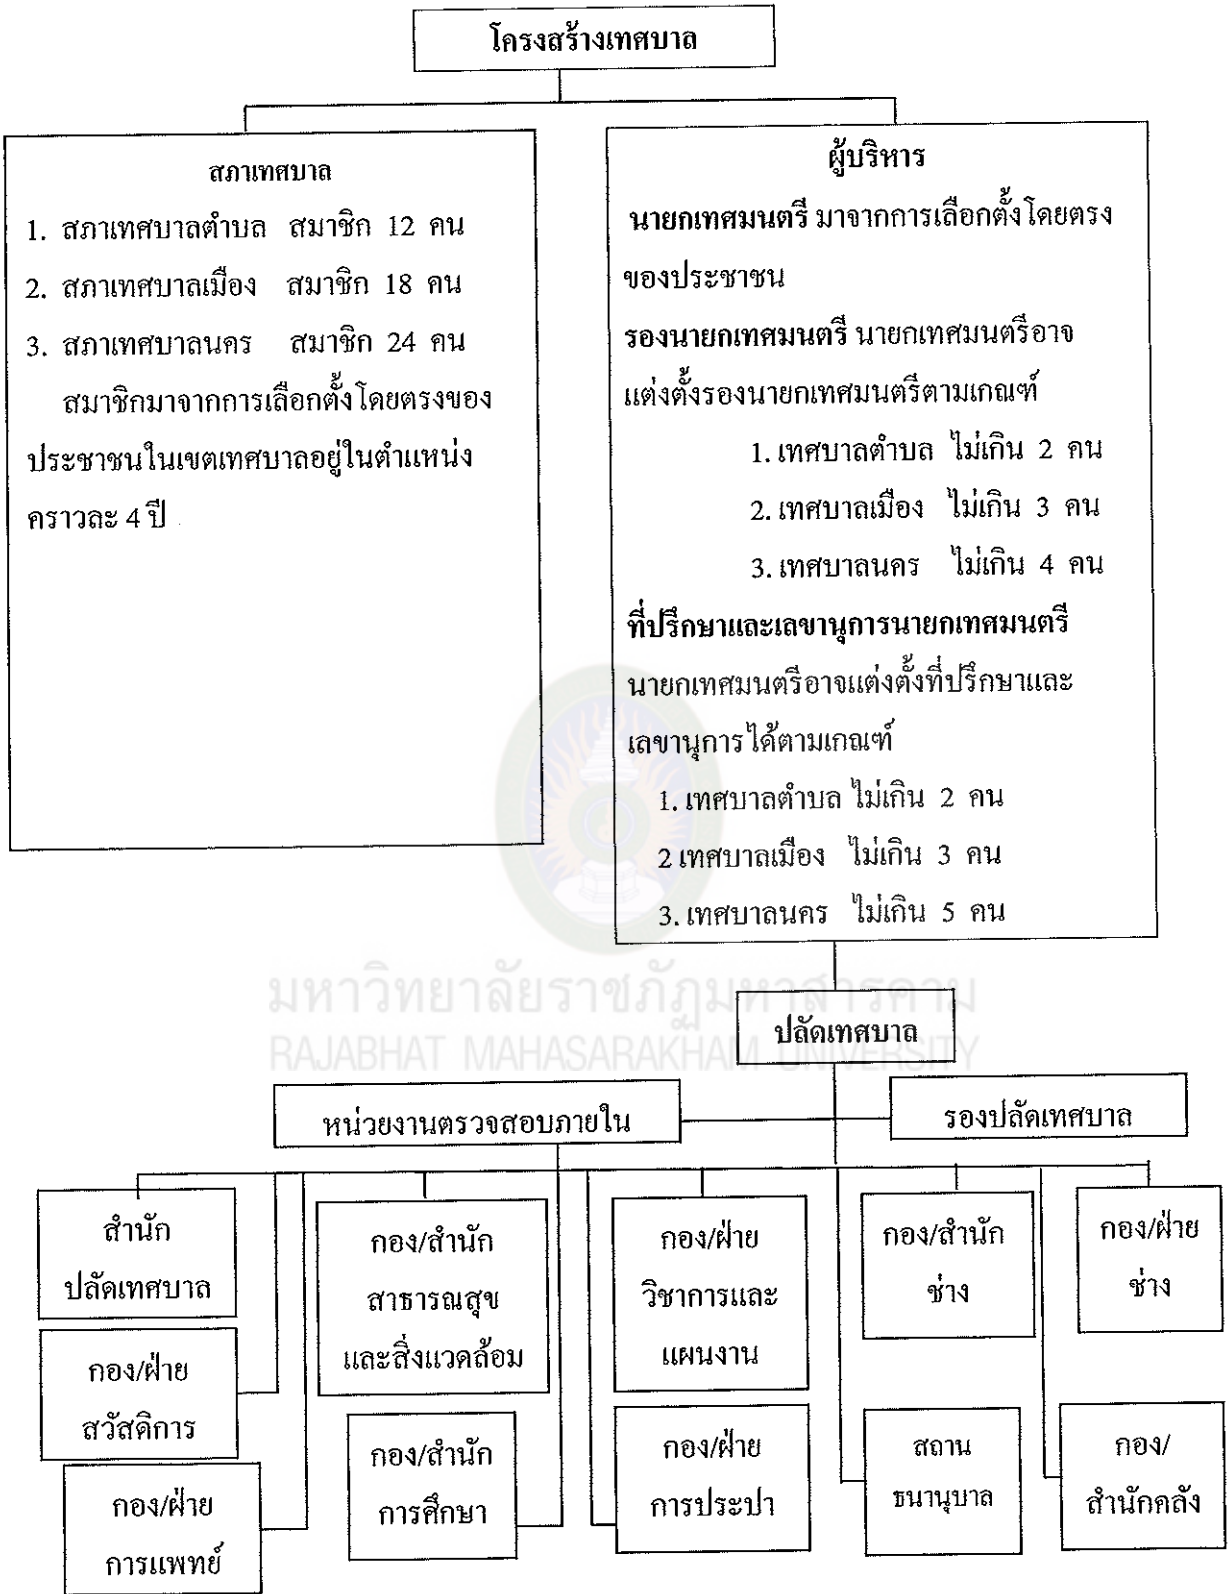 โครงสร้างเทศบาล
สภาเทศบาล
1. สภาเทศบาลตำบล สมาชิก 12 คน
2. สภาเทศบาลเมือง สมาชิก 18 คน
3. สภาเทศบาลนคร สมาชิก 24 คน
สมาชิกมาจากการเลือกตั้งโดยตรงของ
ประชาชนในเขตเทศบาลอยู่ในตำแหน่ง
คราวละ 4 ปี
ผู้บริหาร
นายกเทศมนตรี มาจากการเลือกตั้งโดยตรง
ของประชาชน
รองนายกเทศมนตรี นายกเทศมนตรีอาจ
แต่งตั้งรองนายกเทศมนตรีตามเกณฑ์
1. เทศบาลตำบล ไม่เกิน 2 คน
2. เทศบาลเมือง ไม่เกิน 3 คน
3. เทศบาลนคร ไม่เกิน 4 คน
ที่ปรึกษาและเลขานุการนายกเทศมนตรี
นายกเทศมนตรีอาจแต่งตั้งที่ปรึกษาและ
เลขานุการได้ตามเกณฑ์
1. เทศบาลตำบล ไม่เกิน 2 คน
2 เทศบาลเมือง ไม่เกิน 3 คน
3. เทศบาลนคร ไม่เกิน 5 คน
มหาวิทยาลัยราชภัฏมหาสารคาม
RAJABHAT MAHASARAKHAM UNIVERSITY
ปลัดเทศบาล
หน่วยงานตรวจสอบภายใน
รองปลัดเทศบาล
สำนัก
ปลัดเทศบาล
กอง/สำนัก
สาธารณสุข
และสิ่งแวดล้อม
กอง/ฝ่าย
วิชาการและ
แผนงาน
กอง/สำนัก
ช่าง
กอง/ฝ่าย
ช่าง
กอง/ฝ่าย
สวัสดิการ
กอง/สำนัก
การศึกษา
กอง/ฝ่าย
การประปา
สถาน
ธนานุบาล
กอง/
สำนักคลัง
กอง/ฝ่าย
การแพทย์